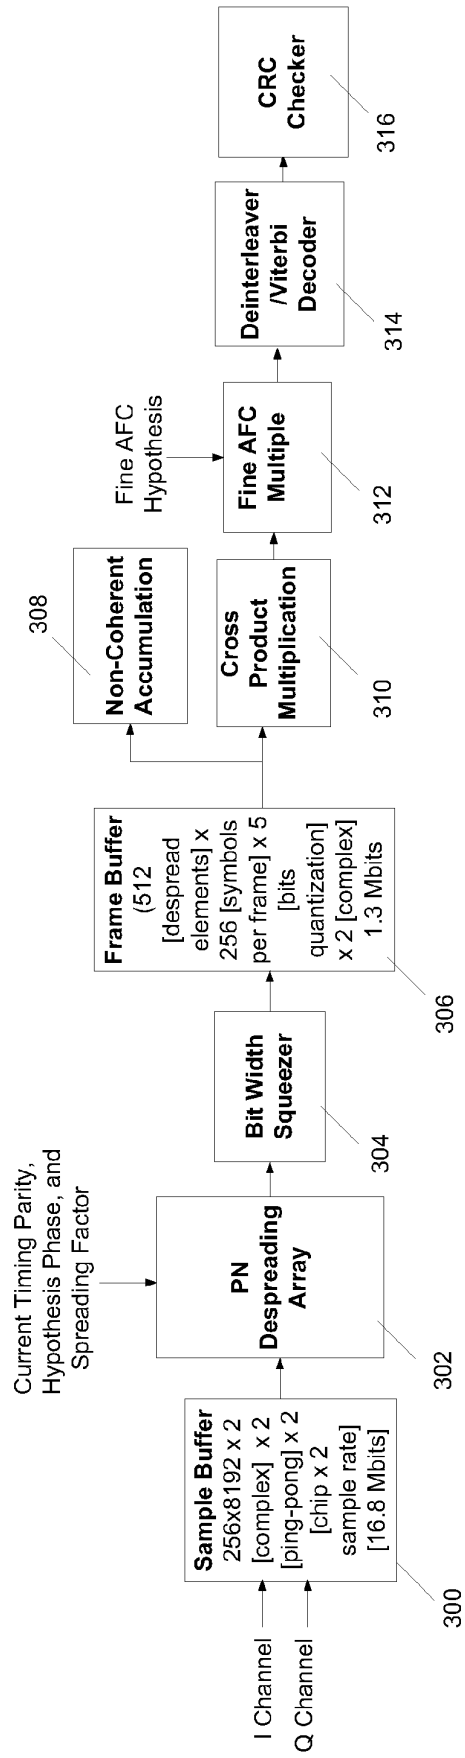 I Channel
Q Channel
Sample Buffer
256x8192 x 2
[complex] x 2
[ping-pong] x 2
[chip x 2
sample rate]
[16.8 Mbits]
300
Current Timing Parity,
Hypothesis Phase, and
Spreading Factor
PN
Despreading
Array
302
Bit Width
Squeezer
304
Frame Buffer
(512
[despread
elements] x
256 [symbols
per frame] x 5
[bits
quantization]
x 2 [complex]
1.3 Mbits
306
308
Non-Coherent
Accumulation
Cross
Product
Multiplication
310
Fine AFC
Hypothesis
Fine AFC
Multiple
312
Deinterleaver
/Viterbi
Decoder
314
CRC
Checker
316